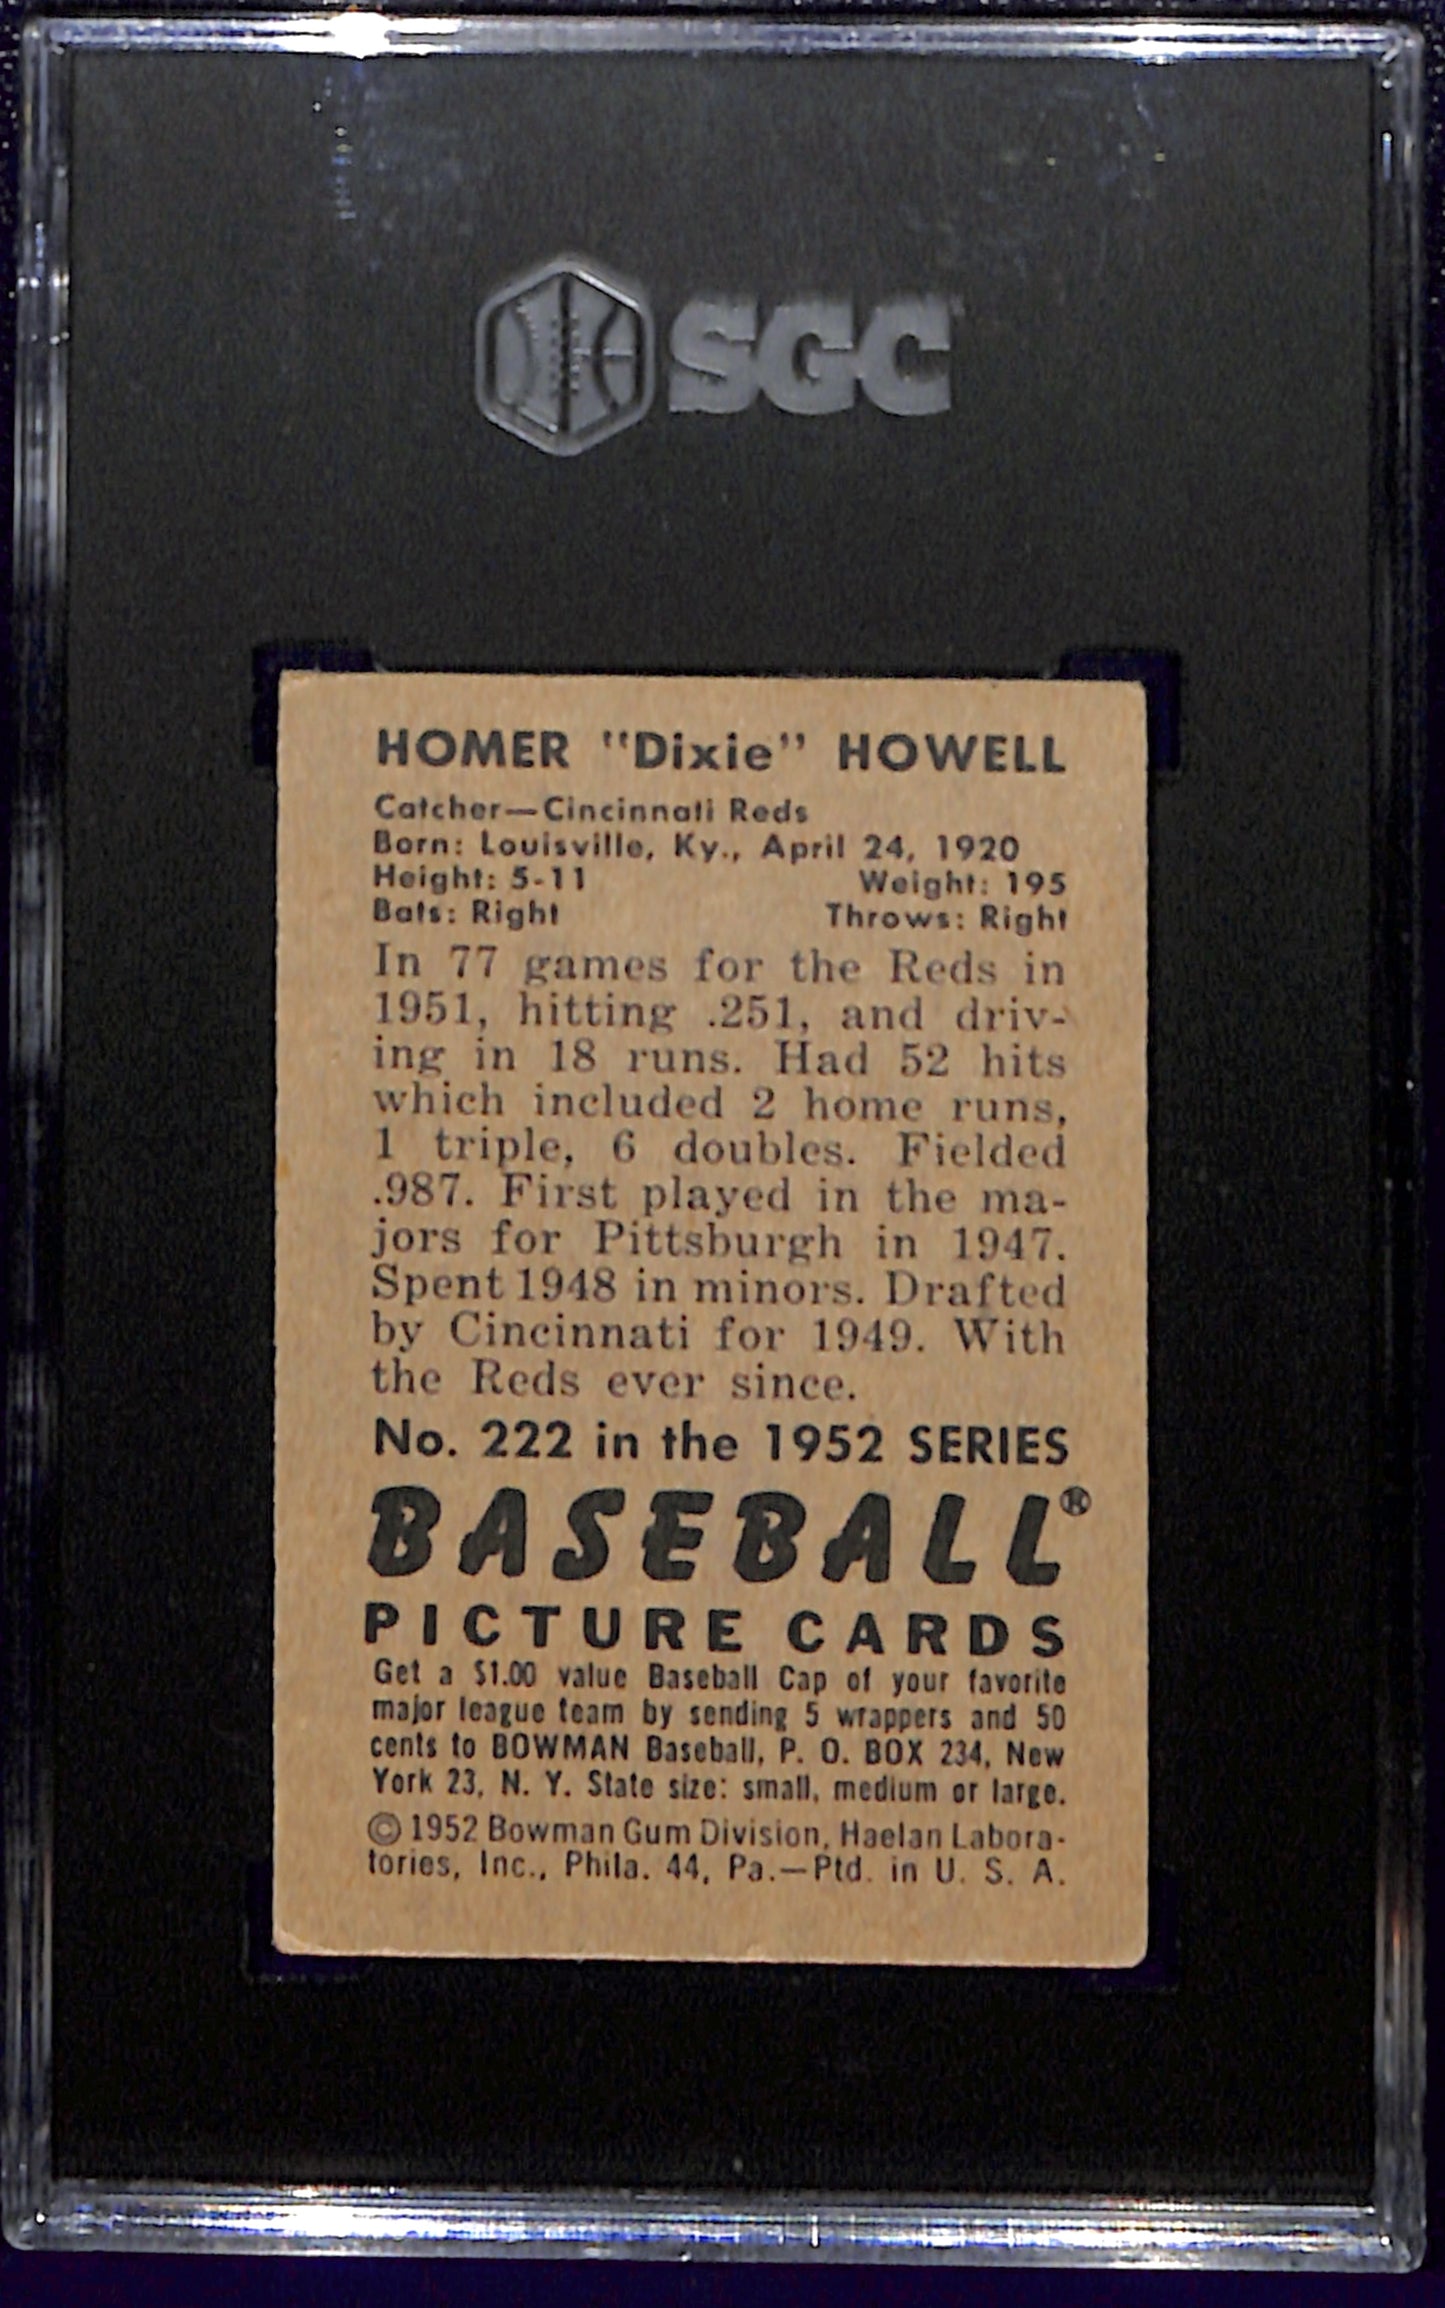 SGC
HOMER "Dixie" HOWELL
Catcher—Cincinnati Reds
Born: Louisville, Ky., April 24, 1920
Height: 5-11 Weight: 195
Bats: Right Throws: Right
In 77 games for the Reds in
1951, hitting .251, and driv-
ing in 18 runs. Had 52 hits
which included 2 home runs,
1 triple, 6 doubles. Fielded
.987. First played in the ma-
jors for Pittsburgh in 1947.
Spent 1948 in minors. Drafted
by Cincinnati for 1949. With
the Reds ever since.
No. 222 in the 1952 SERIES
BASEBALL®
PICTURE CARDS
Get a $1.00 value Baseball Cap of your favorite
major league team by sending 5 wrappers and 50
cents to BOWMAN Baseball, P. O. BOX 234, New
York 23, N. Y. State size: small, medium or large.
© 1952 Bowman Gum Division, Haelan Labora-
tories, Inc., Phila. 44, Pa.—Ptd. in U. S. A.